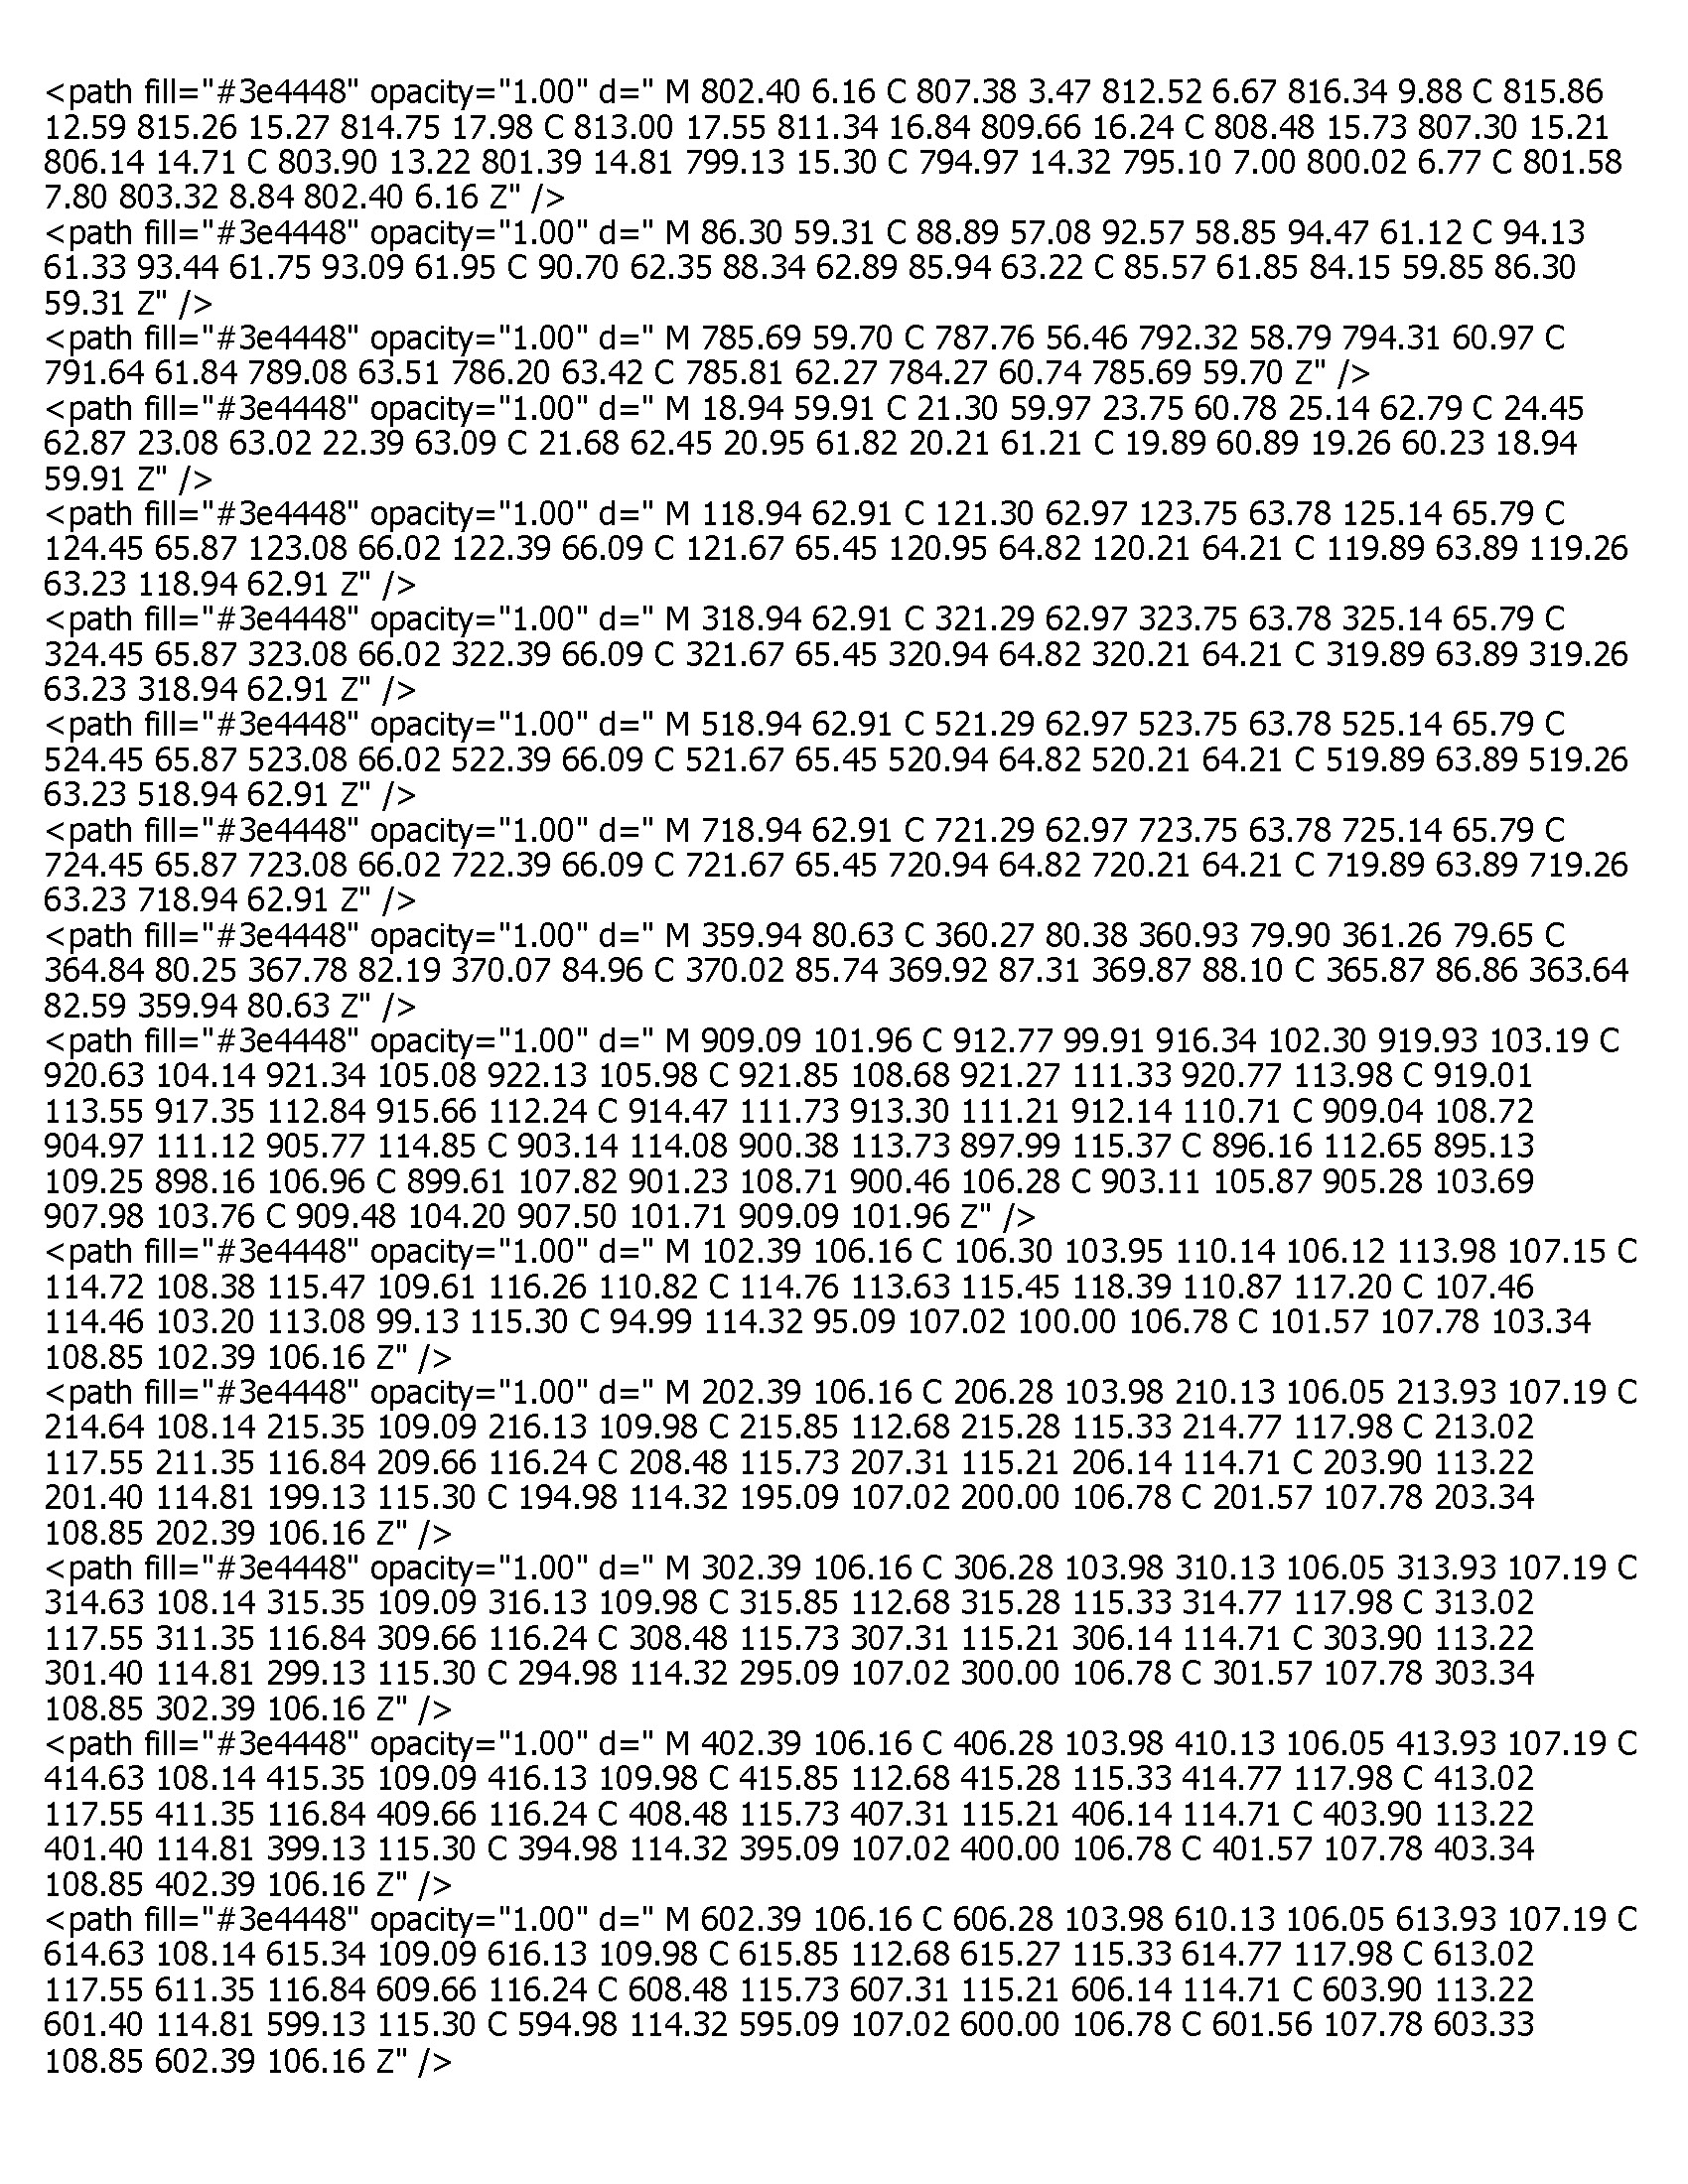 <path fill="#3e4448" opacity="1.00" d=" M 802.40 6.16 C 807.38 3.47 812.52 6.67 816.34 9.88 C 815.86
12.59 815.26 15.27 814.75 17.98 C 813.00 17.55 811.34 16.84 809.66 16.24 C 808.48 15.73 807.30 15.21
806.14 14.71 C 803.90 13.22 801.39 14.81 799.13 15.30 C 794.97 14.32 795.10 7.00 800.02 6.77 C 801.58
7.80 803.32 8.84 802.40 6.16 Z" />
<path fill="#3e4448" opacity="1.00" d=" M 86.30 59.31 C 88.89 57.08 92.57 58.85 94.47 61.12 C 94.13
61.33 93.44 61.75 93.09 61.95 C 90.70 62.35 88.34 62.89 85.94 63.22 C 85.57 61.85 84.15 59.85 86.30
59.31 Z" />
<path fill="#3e4448" opacity="1.00" d=" M 785.69 59.70 C 787.76 56.46 792.32 58.79 794.31 60.97 C
791.64 61.84 789.08 63.51 786.20 63.42 C 785.81 62.27 784.27 60.74 785.69 59.70 Z" />
<path fill="#3e4448" opacity="1.00" d=" M 18.94 59.91 C 21.30 59.97 23.75 60.78 25.14 62.79 C 24.45
62.87 23.08 63.02 22.39 63.09 C 21.68 62.45 20.95 61.82 20.21 61.21 C 19.89 60.89 19.26 60.23 18.94
59.91 Z" />
<path fill="#3e4448" opacity="1.00" d=" M 118.94 62.91 C 121.30 62.97 123.75 63.78 125.14 65.79 C
124.45 65.87 123.08 66.02 122.39 66.09 C 121.67 65.45 120.95 64.82 120.21 64.21 C 119.89 63.89 119.26
63.23 118.94 62.91 Z" />
<path fill="#3e4448" opacity="1.00" d=" M 318.94 62.91 C 321.29 62.97 323.75 63.78 325.14 65.79 C
324.45 65.87 323.08 66.02 322.39 66.09 C 321.67 65.45 320.94 64.82 320.21 64.21 C 319.89 63.89 319.26
63.23 318.94 62.91 Z" />
<path fill="#3e4448" opacity="1.00" d=" M 518.94 62.91 C 521.29 62.97 523.75 63.78 525.14 65.79 C
524.45 65.87 523.08 66.02 522.39 66.09 C 521.67 65.45 520.94 64.82 520.21 64.21 C 519.89 63.89 519.26
63.23 518.94 62.91 Z" />
<path fill="#3e4448" opacity="1.00" d=" M 718.94 62.91 C 721.29 62.97 723.75 63.78 725.14 65.79 C
724.45 65.87 723.08 66.02 722.39 66.09 C 721.67 65.45 720.94 64.82 720.21 64.21 C 719.89 63.89 719.26
63.23 718.94 62.91 Z" />
<path fill="#3e4448" opacity="1.00" d=" M 359.94 80.63 C 360.27 80.38 360.93 79.90 361.26 79.65 C
364.84 80.25 367.78 82.19 370.07 84.96 C 370.02 85.74 369.92 87.31 369.87 88.10 C 365.87 86.86 363.64
82.59 359.94 80.63 Z" />
<path fill="#3e4448" opacity="1.00" d=" M 909.09 101.96 C 912.77 99.91 916.34 102.30 919.93 103.19 C
920.63 104.14 921.34 105.08 922.13 105.98 C 921.85 108.68 921.27 111.33 920.77 113.98 C 919.01
113.55 917.35 112.84 915.66 112.24 C 914.47 111.73 913.30 111.21 912.14 110.71 C 909.04 108.72
904.97 111.12 905.77 114.85 C 903.14 114.08 900.38 113.73 897.99 115.37 C 896.16 112.65 895.13
109.25 898.16 106.96 C 899.61 107.82 901.23 108.71 900.46 106.28 C 903.11 105.87 905.28 103.69
907.98 103.76 C 909.48 104.20 907.50 101.71 909.09 101.96 Z" />
<path fill="#3e4448" opacity="1.00" d=" M 102.39 106.16 C 106.30 103.95 110.14 106.12 113.98 107.15 C
114.72 108.38 115.47 109.61 116.26 110.82 C 114.76 113.63 115.45 118.39 110.87 117.20 C 107.46
114.46 103.20 113.08 99.13 115.30 C 94.99 114.32 95.09 107.02 100.00 106.78 C 101.57 107.78 103.34
108.85 102.39 106.16 Z" />
<path fill="#3e4448" opacity="1.00" d=" M 202.39 106.16 C 206.28 103.98 210.13 106.05 213.93 107.19 C
214.64 108.14 215.35 109.09 216.13 109.98 C 215.85 112.68 215.28 115.33 214.77 117.98 C 213.02
117.55 211.35 116.84 209.66 116.24 C 208.48 115.73 207.31 115.21 206.14 114.71 C 203.90 113.22
201.40 114.81 199.13 115.30 C 194.98 114.32 195.09 107.02 200.00 106.78 C 201.57 107.78 203.34
108.85 202.39 106.16 Z" />
<path fill="#3e4448" opacity="1.00" d=" M 302.39 106.16 C 306.28 103.98 310.13 106.05 313.93 107.19 C
314.63 108.14 315.35 109.09 316.13 109.98 C 315.85 112.68 315.28 115.33 314.77 117.98 C 313.02
117.55 311.35 116.84 309.66 116.24 C 308.48 115.73 307.31 115.21 306.14 114.71 C 303.90 113.22
301.40 114.81 299.13 115.30 C 294.98 114.32 295.09 107.02 300.00 106.78 C 301.57 107.78 303.34
108.85 302.39 106.16 Z" />
<path fill="#3e4448" opacity="1.00" d=" M 402.39 106.16 C 406.28 103.98 410.13 106.05 413.93 107.19 C
414.63 108.14 415.35 109.09 416.13 109.98 C 415.85 112.68 415.28 115.33 414.77 117.98 C 413.02
117.55 411.35 116.84 409.66 116.24 C 408.48 115.73 407.31 115.21 406.14 114.71 C 403.90 113.22
401.40 114.81 399.13 115.30 C 394.98 114.32 395.09 107.02 400.00 106.78 C 401.57 107.78 403.34
108.85 402.39 106.16 Z" />
<path fill="#3e4448" opacity="1.00" d=" M 602.39 106.16 C 606.28 103.98 610.13 106.05 613.93 107.19 C
614.63 108.14 615.34 109.09 616.13 109.98 C 615.85 112.68 615.27 115.33 614.77 117.98 C 613.02
117.55 611.35 116.84 609.66 116.24 C 608.48 115.73 607.31 115.21 606.14 114.71 C 603.90 113.22
601.40 114.81 599.13 115.30 C 594.98 114.32 595.09 107.02 600.00 106.78 C 601.56 107.78 603.33
108.85 602.39 106.16 Z" />